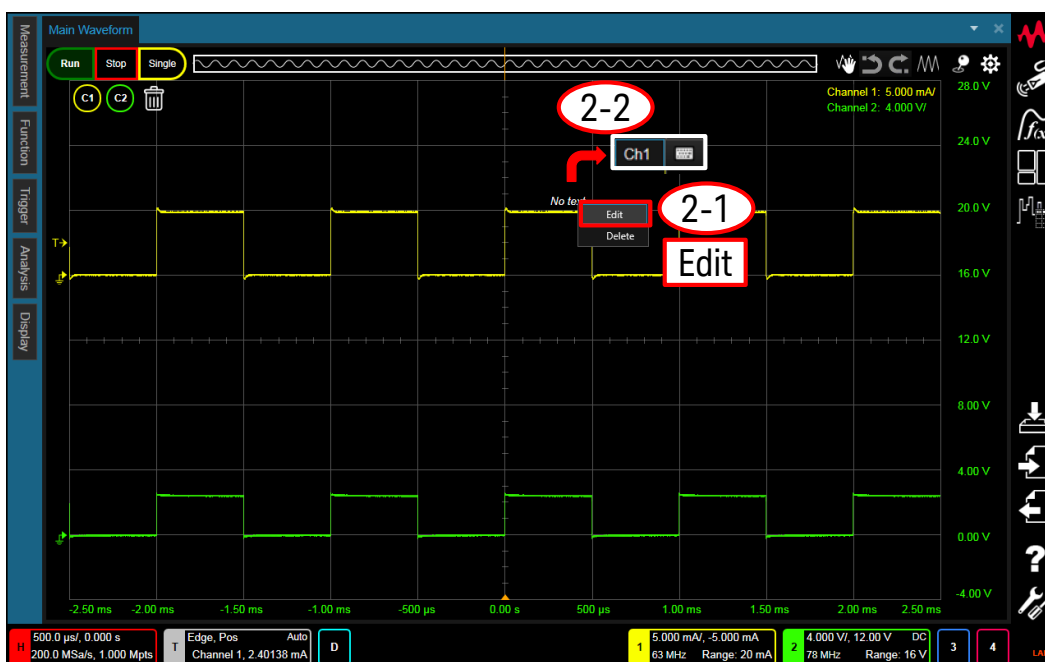 Main Waveform
Measurement
Function
Trigger
Analysis
Display
Run
Stop
Single
C1
C2
Channel 1: 5.000 mA/
Channel 2: 4.000 V/
28.0 V
24.0 V
20.0 V
16.0 V
12.0 V
8.00 V
4.00 V
0.00 V
-4.00 V
f(x
2-2
Ch1
No text
Edit
Delete
2-1
Edit
T
-2.50 ms
-2.00 ms
-1.50 ms
-1.00 ms
-500 µs
0.00 s
500 µs
1.00 ms
1.50 ms
2.00 ms
2.50 ms
H
500.0 µs/, 0.000 s
200.0 MSa/s, 1.000 Mpts
T
Edge, Pos Auto
Channel 1, 2.40138 mA
D
1
5.000 mA/, -5.000 mA
63 MHz Range: 20 mA
2
4.000 V/, 12.00 V DC
78 MHz Range: 16 V
3
4
?
LAN